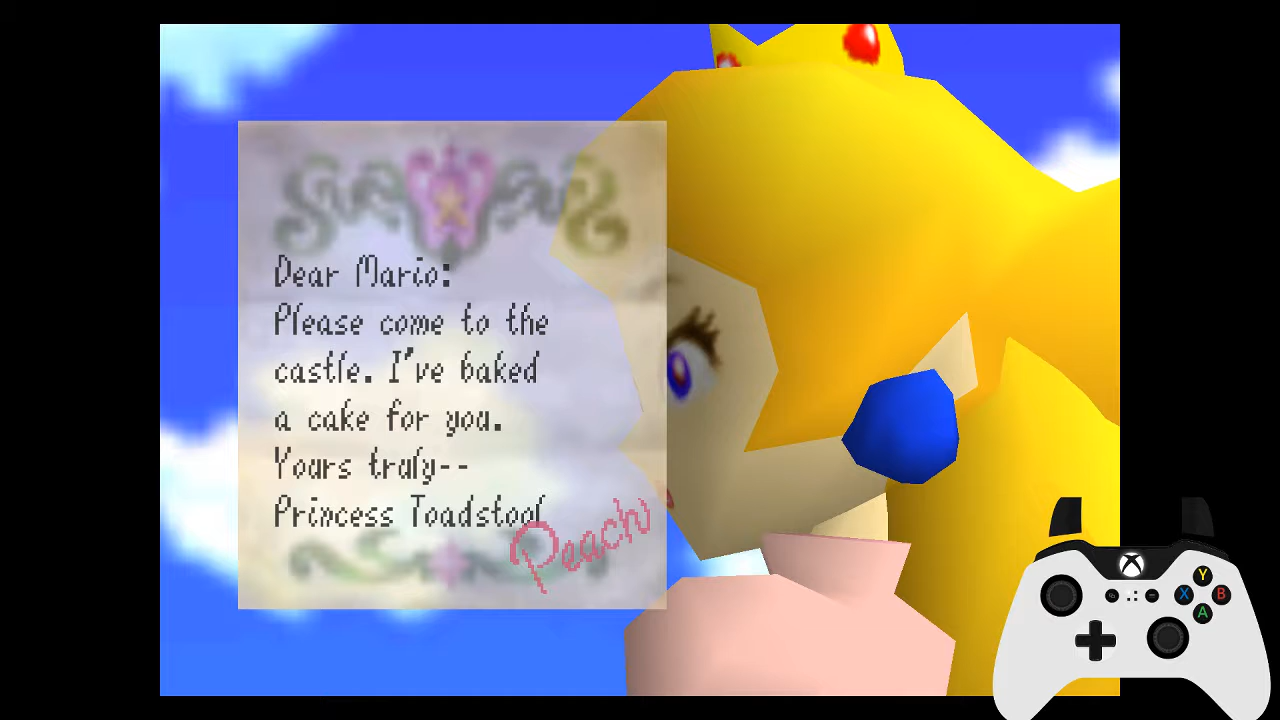 Dear Mario:
Please come to the
castle. I've baked
a cake for you.
Yours truly--
Princess Toadstool
Peach
Y
X B
A